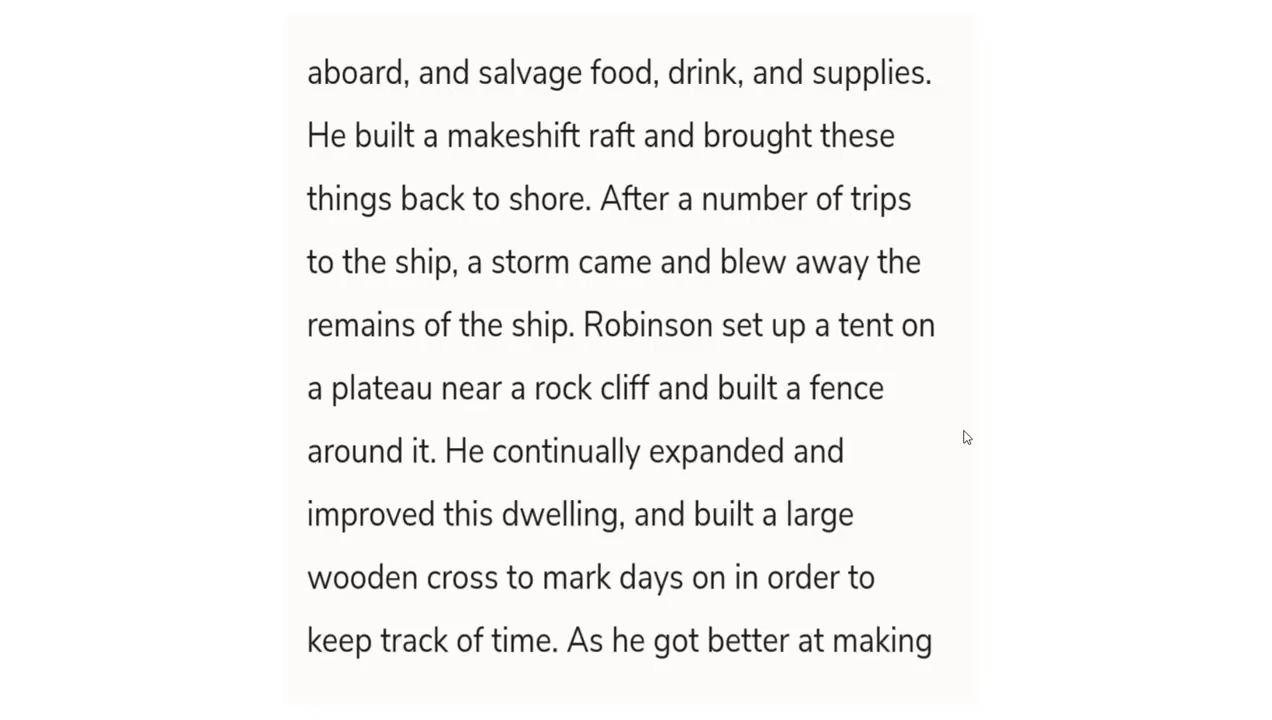 aboard, and salvage food, drink, and supplies.
He built a makeshift raft and brought these
things back to shore. After a number of trips
to the ship, a storm came and blew away the
remains of the ship. Robinson set up a tent on
a plateau near a rock cliff and built a fence
around it. He continually expanded and
improved this dwelling, and built a large
wooden cross to mark days on in order to
keep track of time. As he got better at making